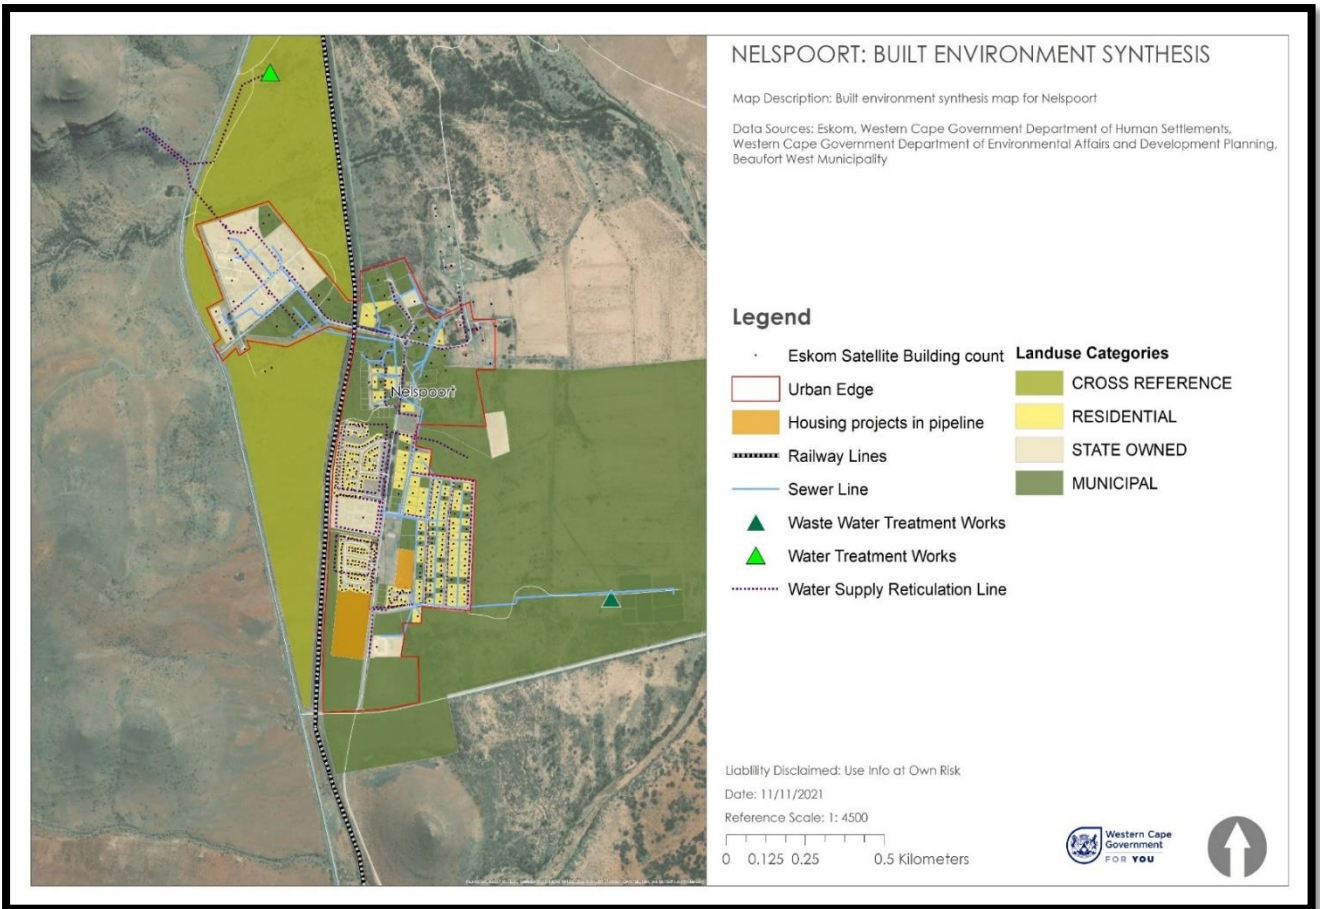 NELSPOORT: BUILT ENVIRONMENT SYNTHESIS
Map Description: Built environment synthesis map for Nelspoort
Data Sources: Eskom, Western Cape Government Department of Human Settlements,
Western Cape Government Department of Environmental Affairs and Development Planning,
Beaufort West Municipality
Nelspoort
Legend
Eskom Satellite Building count
Urban Edge
Housing projects in pipeline
Railway Lines
Sewer Line
Waste Water Treatment Works
Water Treatment Works
Water Supply Reticulation Line
Landuse Categories
CROSS REFERENCE
RESIDENTIAL
STATE OWNED
MUNICIPAL
Liablility Disclaimed: Use Info at Own Risk
Date: 11/11/2021
Reference Scale: 1: 4500
0 0.125 0.25 0.5 Kilometers
Western Cape
Government
FOR YOU